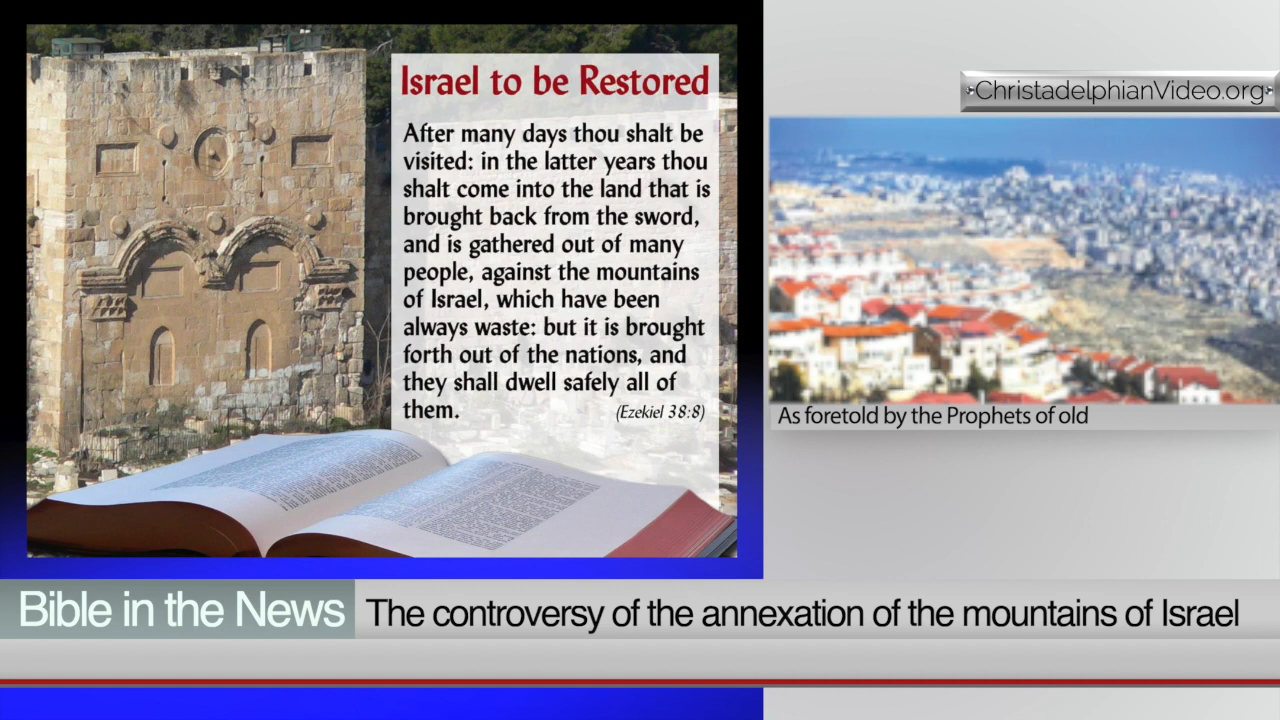 Israel to be Restored
After many days thou shalt be
visited: in the latter years thou
shalt come into the land that is
brought back from the sword,
and is gathered out of many
people, against the mountains
of Israel, which have been
always waste: but it is brought
forth out of the nations, and
they shall dwell safely all of
them. (Ezekiel 38:8)
ChristadelphianVideo.org
As foretold by the Prophets of old
Bible in the News
The controversy of the annexation of the mountains of Israel